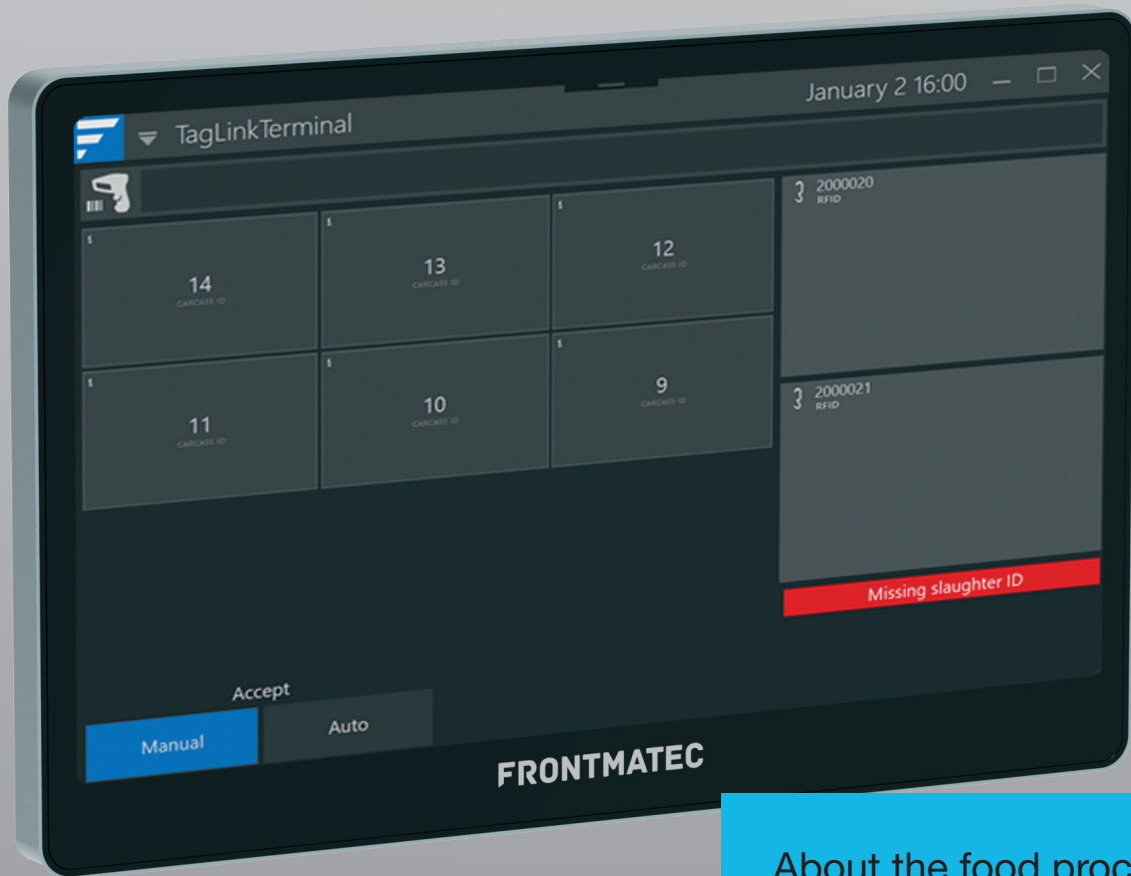 TagLinkTerminal
January 2 16:00
14
CARCASS ID
13
CARCASS ID
12
CARCASS ID
11
CARCASS ID
10
CARCASS ID
9
CARCASS ID
2000020
RFID
2000021
RFID
Missing slaughter ID
Accept
Manual
Auto
FRONTMATEC
About the food